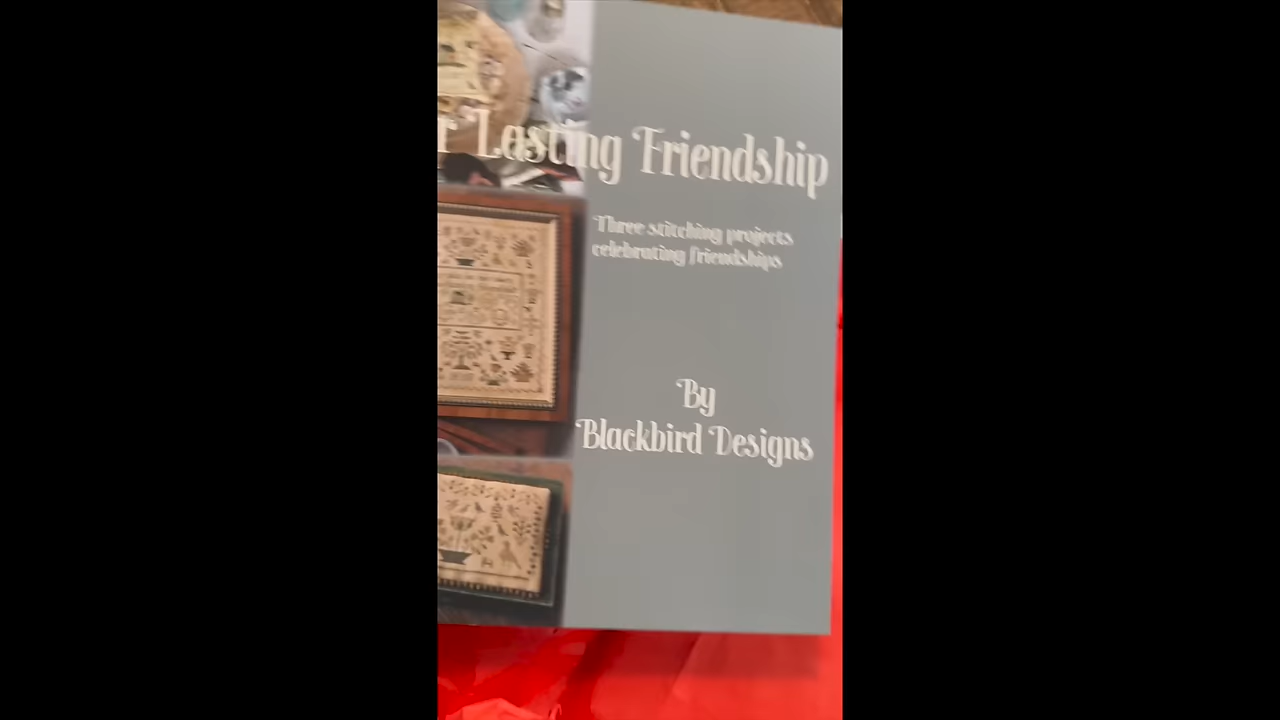 r Lasting Friendship
Three stitching projects
celebrating friendships
By
Blackbird Designs